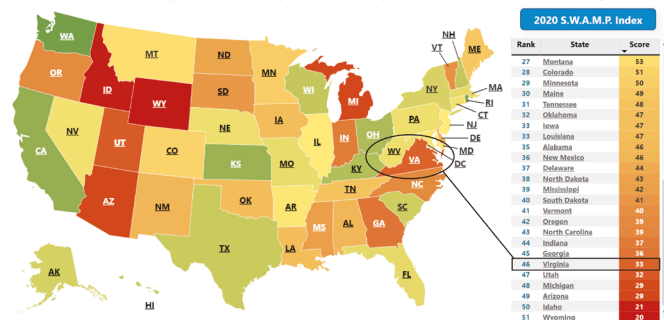 2020 S.W.A.M.P. Index
Rank State Score
27 Montana 53
28 Colorado 51
29 Minnesota 50
30 Maine 49
31 Tennessee 48
32 Oklahoma 47
33 Iowa 47
33 Louisiana 47
35 Alabama 46
36 New Mexico 46
37 Delaware 44
38 North Dakota 43
39 Mississippi 42
40 South Dakota 41
41 Vermont 40
42 Oregon 39
43 North Carolina 39
44 Indiana 37
45 Georgia 36
46 Virginia 33
47 Utah 32
48 Michigan 29
49 Arizona 29
50 Idaho 21
51 Wyoming 20
WA
MT
ND
MN
ME
NH
VT
OR
ID
WY
SD
WI
MI
NY
MA
RI
CT
NV
UT
CO
NE
IA
IL
IN
OH
PA
NJ
DE
MD
DC
CA
KS
MO
KY
WV
VA
AZ
NM
OK
AR
TN
NC
SC
TX
LA
MS
AL
GA
FL
AK
HI